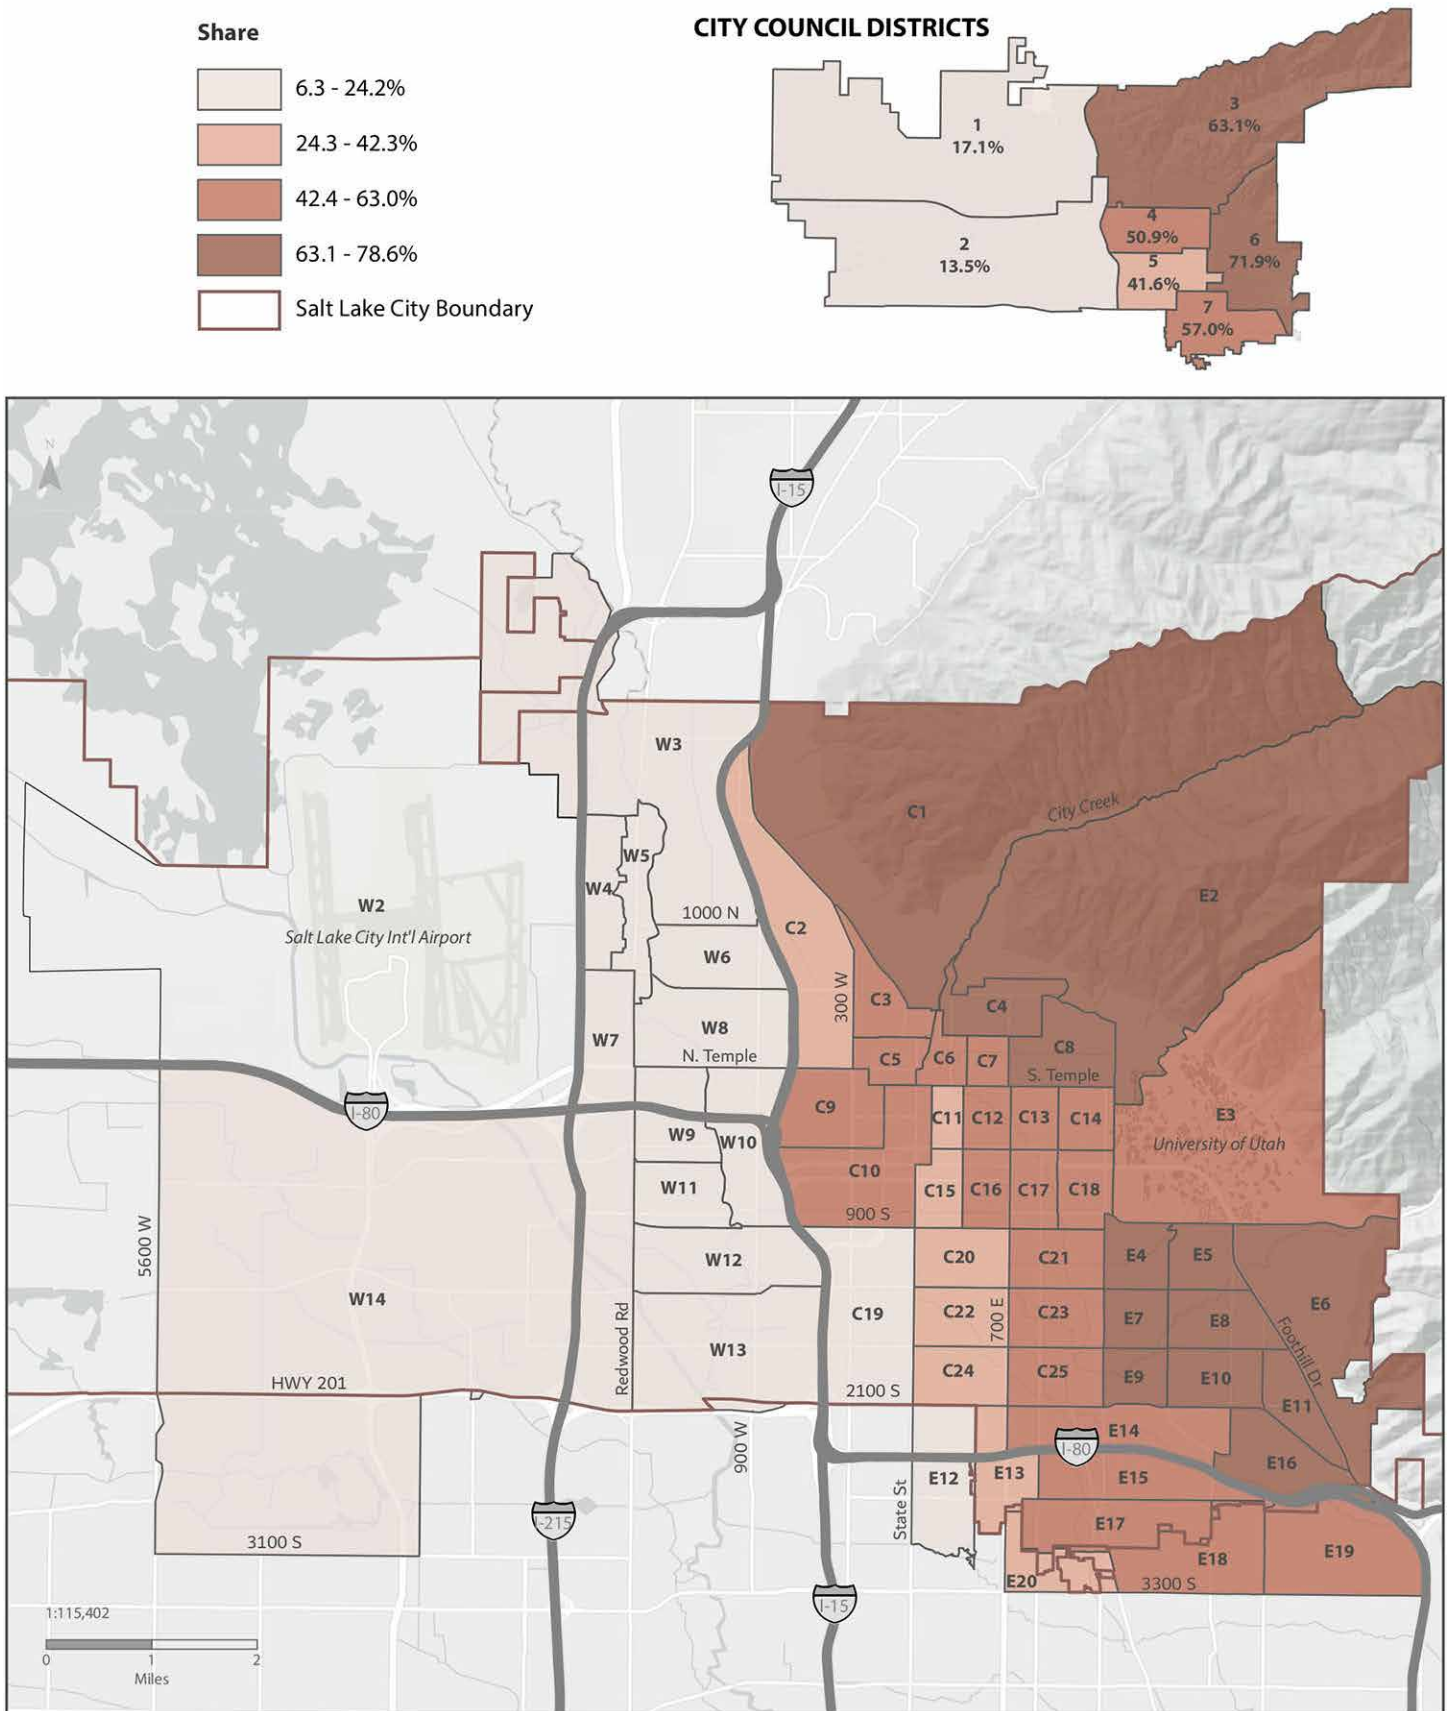 Share
6.3 - 24.2%
24.3 - 42.3%
42.4 - 63.0%
63.1 - 78.6%
Salt Lake City Boundary
CITY COUNCIL DISTRICTS
1
17.1%
2
13.5%
3
63.1%
4
50.9%
5
41.6%
6
71.9%
7
57.0%
N
I-15
W3
C1
City Creek
W5
W4
E2
W2
Salt Lake City Int'l Airport
1000 N
C2
W6
300 W
C3
C4
W7
W8
N. Temple
C5
C6
C7
C8
S. Temple
I-80
C9
C11
C12
C13
C14
E3
University of Utah
W9
W10
C10
W11
C15
C16
C17
C18
900 S
5600 W
W12
C20
C21
E4
E5
W14
C19
C22
700 E
C23
E7
E8
E6
Foothill Dr
Redwood Rd
W13
HWY 201
2100 S
C24
C25
E9
E10
E11
900 W
E14
I-80
E12
E13
E15
E16
State St
I-215
E17
3100 S
E18
E19
E20
3300 S
I-15
1:115,402
0
1
2
Miles